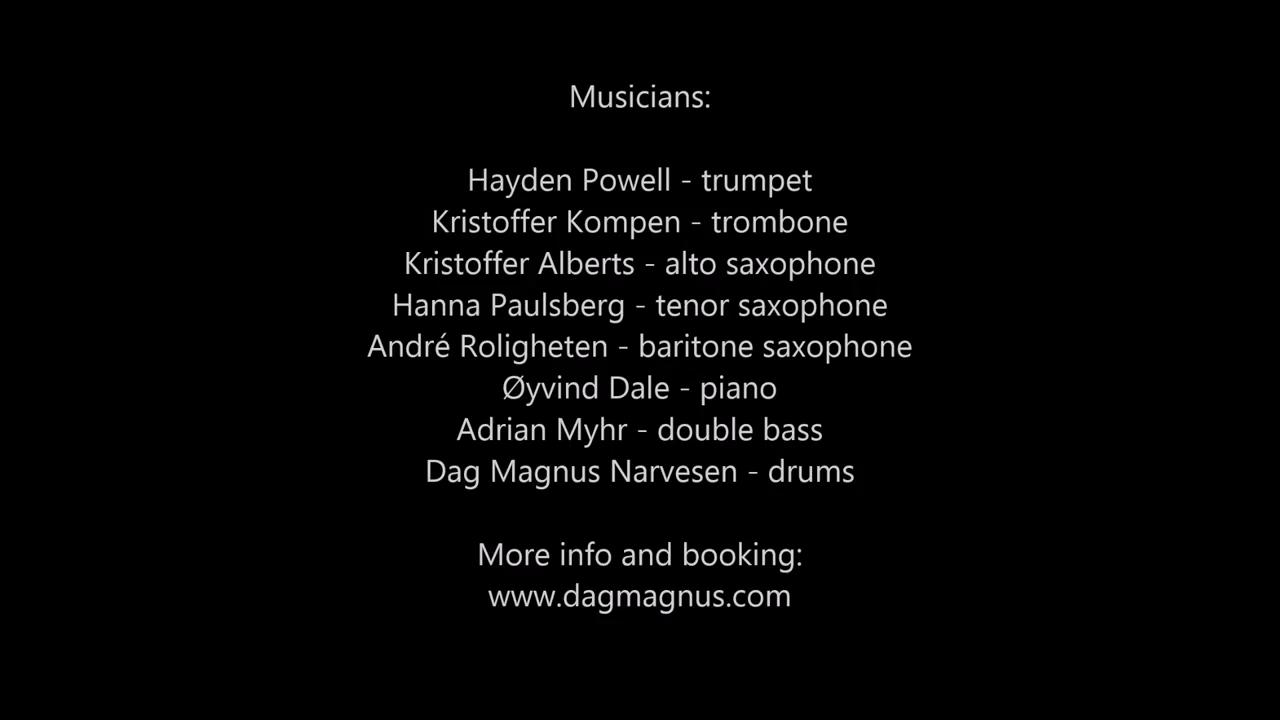 Musicians:
Hayden Powell - trumpet
Kristoffer Kompen - trombone
Kristoffer Alberts - alto saxophone
Hanna Paulsberg - tenor saxophone
André Roligheten - baritone saxophone
Øyvind Dale - piano
Adrian Myhr - double bass
Dag Magnus Narvesen - drums
More info and booking:
www.dagmagnus.com